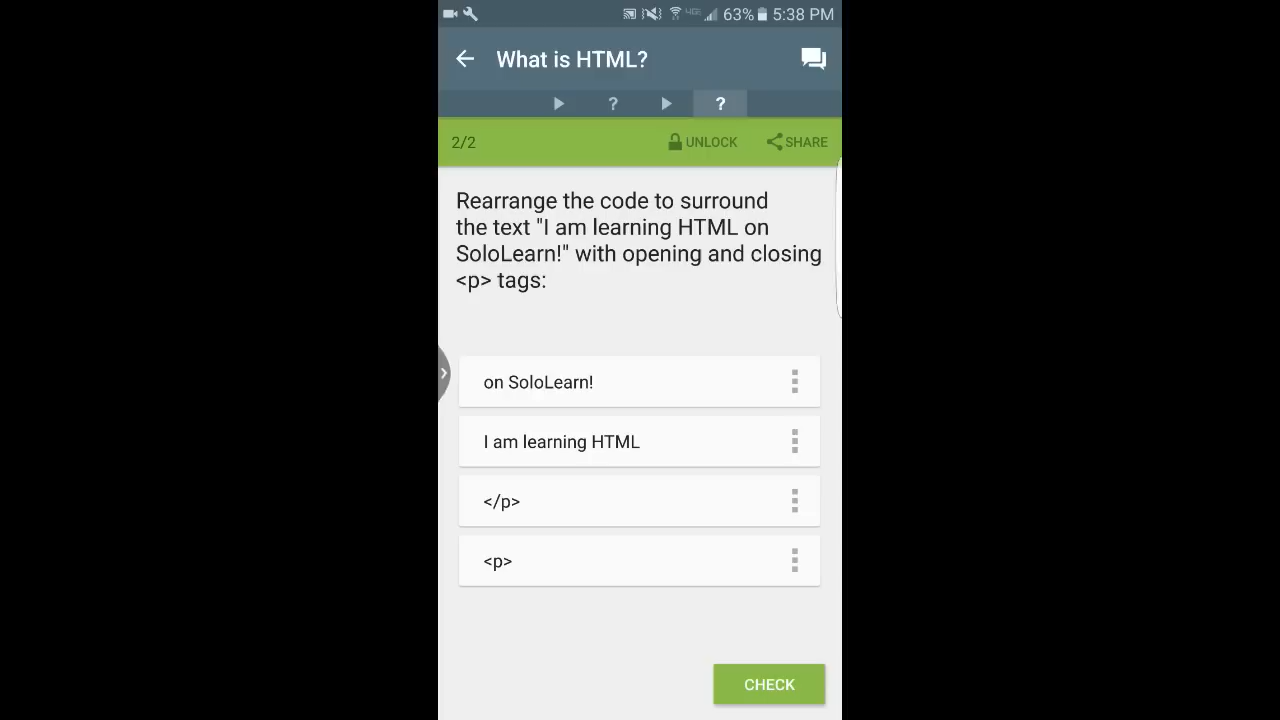 4G 63% 5:38 PM
What is HTML?
?
?
2/2 UNLOCK SHARE
Rearrange the code to surround
the text "I am learning HTML on
SoloLearn!" with opening and closing
<p> tags:
on SoloLearn!
I am learning HTML
</p>
<p>
CHECK